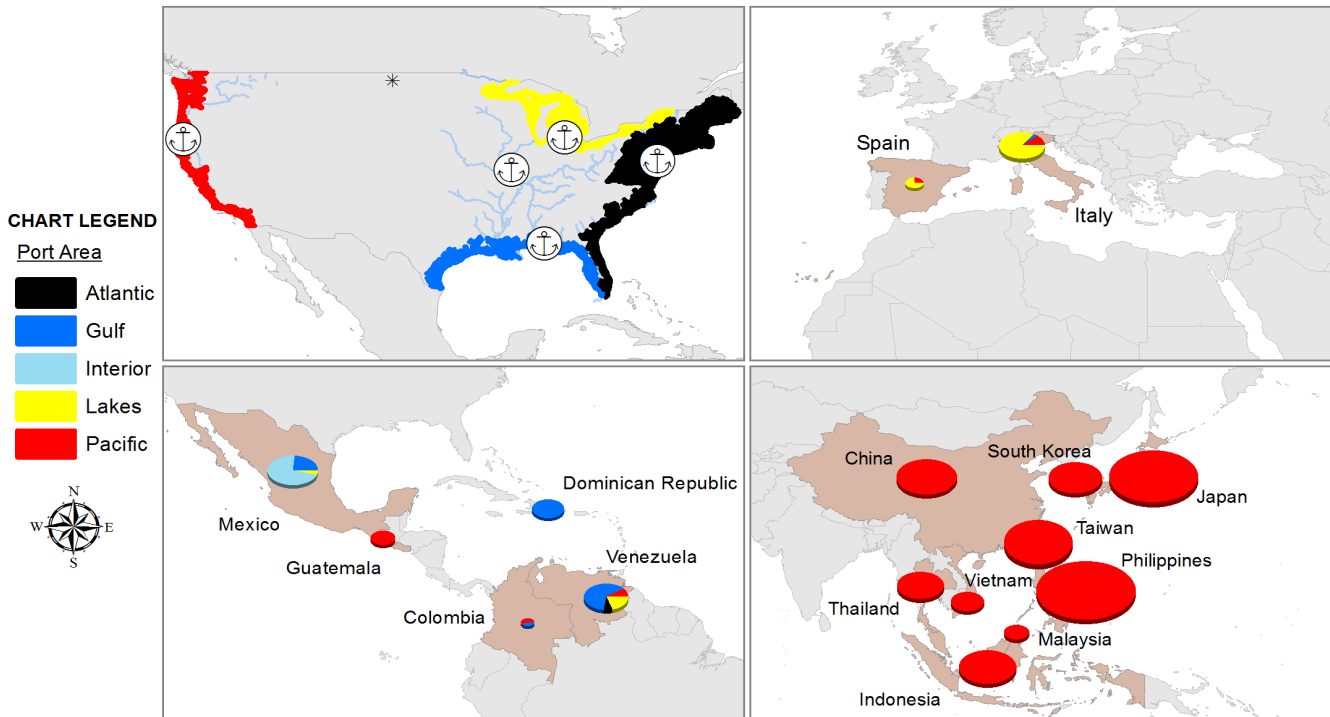 CHART LEGEND
Port Area
Atlantic
Gulf
Interior
Lakes
Pacific
N
W E
S
Spain
Italy
Mexico
Guatemala
Dominican Republic
Venezuela
Colombia
China
South Korea
Japan
Taiwan
Philippines
Vietnam
Thailand
Malaysia
Indonesia